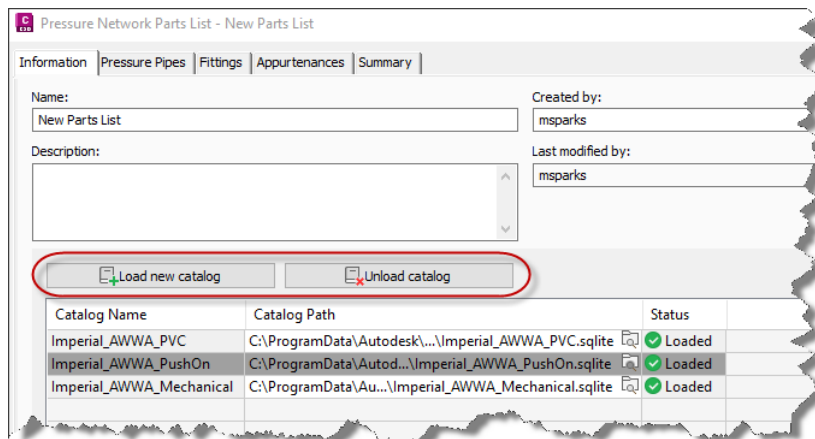 C
C3D
Pressure Network Parts List - New Parts List
Information Pressure Pipes Fittings Appurtenances Summary
Name: Created by:
New Parts List msparks
Description: Last modified by:
msparks
Load new catalog Unload catalog
Catalog Name Catalog Path Status
Imperial_AWWA_PVC C:\ProgramData\Autodesk\...\Imperial_AWWA_PVC.sqlite Loaded
Imperial_AWWA_PushOn C:\ProgramData\Autod...\Imperial_AWWA_PushOn.sqlite Loaded
Imperial_AWWA_Mechanical C:\ProgramData\Au...\Imperial_AWWA_Mechanical.sqlite Loaded